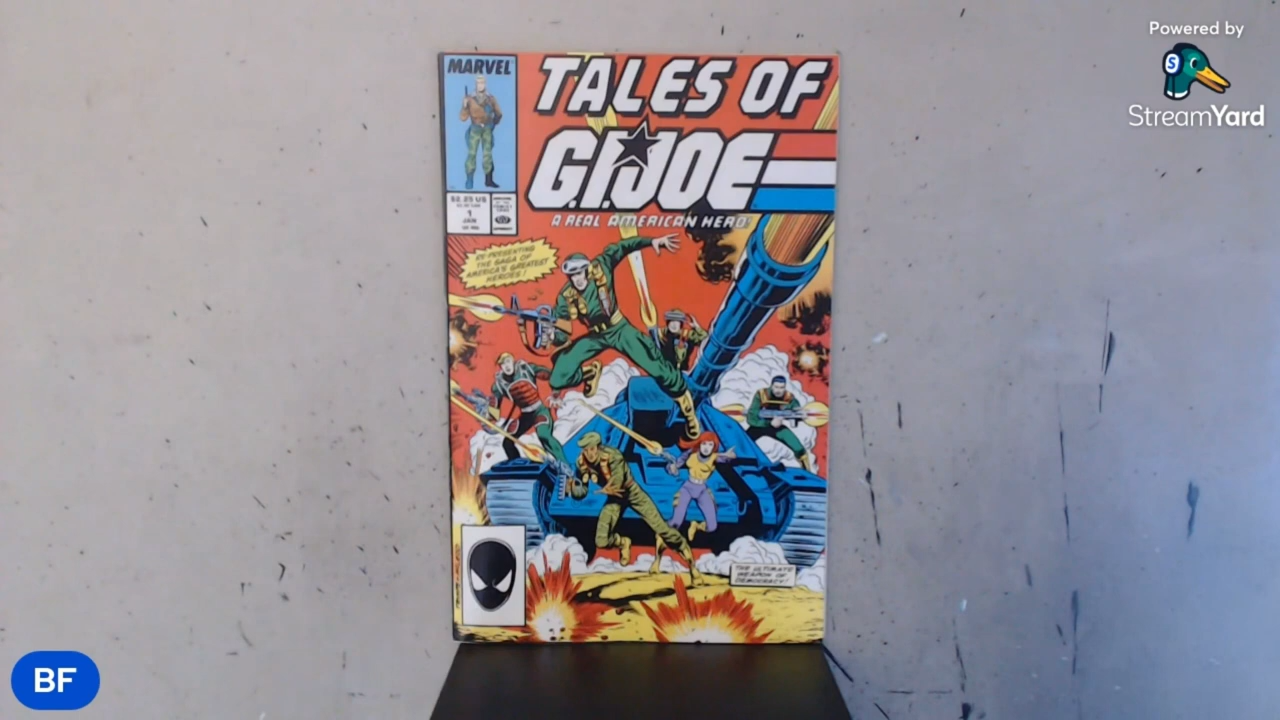 Powered by
StreamYard
MARVEL
TALES OF
G.I. JOE
A REAL AMERICAN HERO
$2.25 US
1
JAN
RE-PRESENTING
THE SAGA OF
AMERICA'S GREATEST
HEROES!
THE ULTIMATE
WEAPON OF
DEMOCRACY!
BF